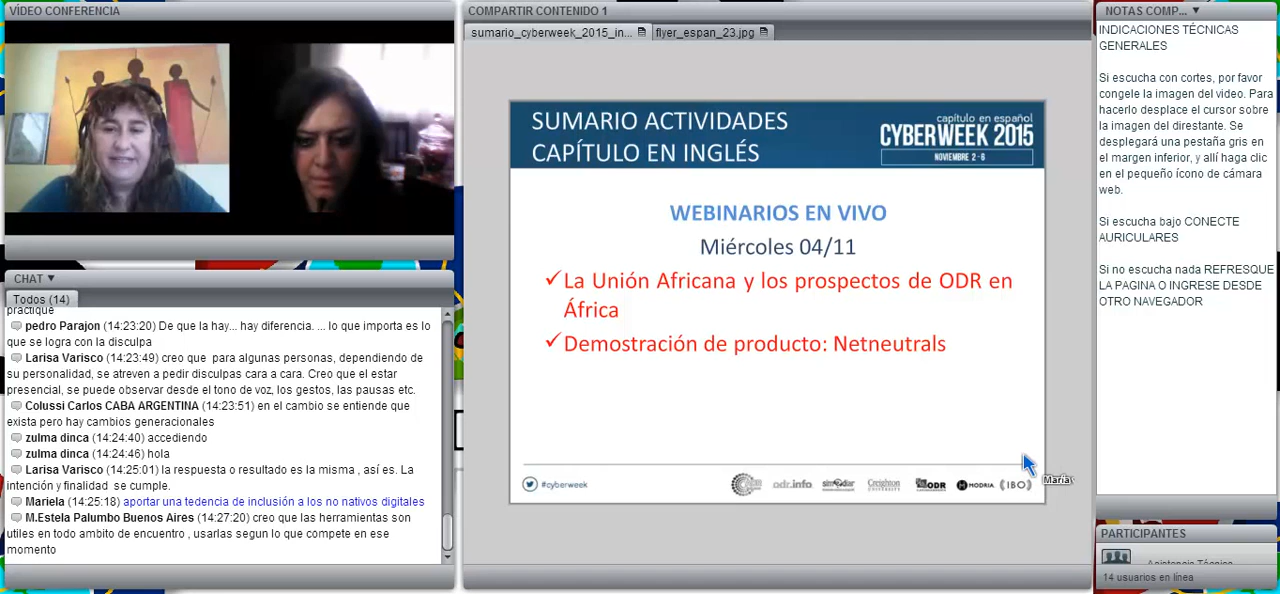 VÍDEO CONFERENCIA
CHAT
Todos (14)
practique
pedro Parajon (14:23:20) De que la hay... hay diferencia. ... lo que importa es lo
que se logra con la disculpa
Larisa Varisco (14:23:49) creo que para algunas personas, dependiendo de
su personalidad, se atreven a pedir disculpas cara a cara. Creo que el estar
presencial, se puede observar desde el tono de voz, los gestos, las pausas etc.
Colussi Carlos CABA ARGENTINA (14:23:51) en el cambio se entiende que
exista pero hay cambios generacionales
zulma dinca (14:24:40) accediendo
zulma dinca (14:24:46) hola
Larisa Varisco (14:25:01) la respuesta o resultado es la misma , así es. La
intención y finalidad se cumple.
Mariela (14:25:18) aportar una tedencia de inclusión a los no nativos digitales
M.Estela Palumbo Buenos Aires (14:27:20) creo que las herramientas son
utiles en todo ambito de encuentro , usarlas segun lo que compete en ese
momento
COMPARTIR CONTENIDO 1
sumario_cyberweek_2015_in... flyer_espan_23.jpg
SUMARIO ACTIVIDADES
CAPÍTULO EN INGLÉS
capítulo en español
CYBERWEEK 2015
NOVIEMBRE 2-6
WEBINARIOS EN VIVO
Miércoles 04/11
La Unión Africana y los prospectos de ODR en
África
Demostración de producto: Netneutrals
#cyberweek odr.info Creighton ODR MODRIA (IBO)
María
NOTAS COMP...
INDICACIONES TÉCNICAS
GENERALES
Si escucha con cortes, por favor
congele la imagen del video. Para
hacerlo desplace el cursor sobre
la imagen del direstante. Se
desplegará una pestaña gris en
el margen inferior, y allí haga clic
en el pequeño ícono de cámara
web.
Si escucha bajo CONECTE
AURICULARES
Si no escucha nada REFRESQUE
LA PAGINA O INGRESE DESDE
OTRO NAVEGADOR
PARTICIPANTES
Asistencia Técnica
14 usuarios en línea